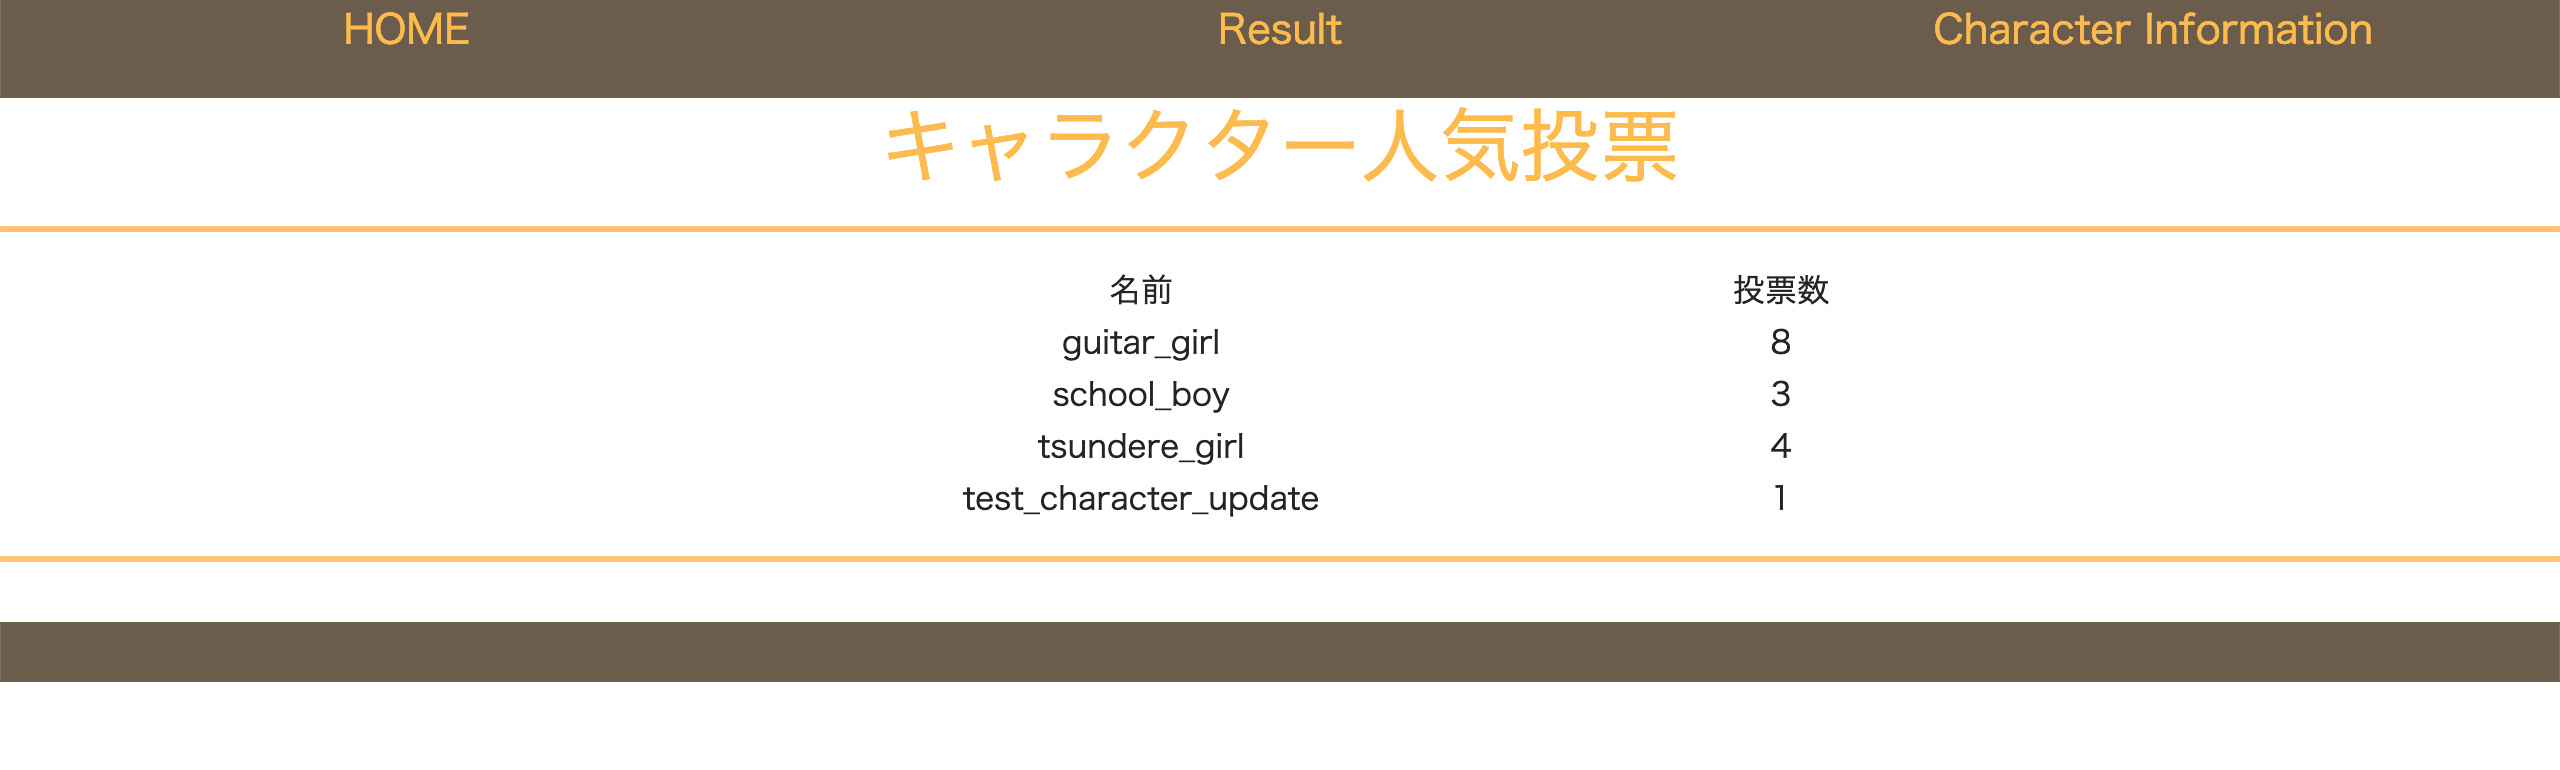 HOME Result Character Information
キャラクター人気投票
名前 投票数
guitar_girl 8
school_boy 3
tsundere_girl 4
test_character_update 1